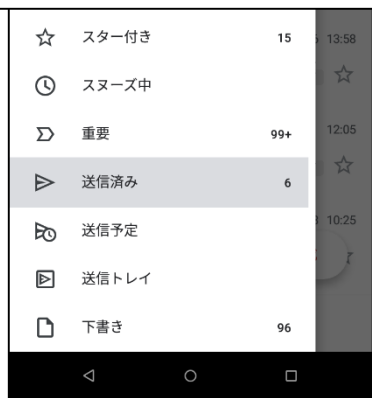 スター付き 15
13:58
スヌーズ中
重要 99+
12:05
送信済み 6
送信予定
10:25
送信トレイ
下書き 96